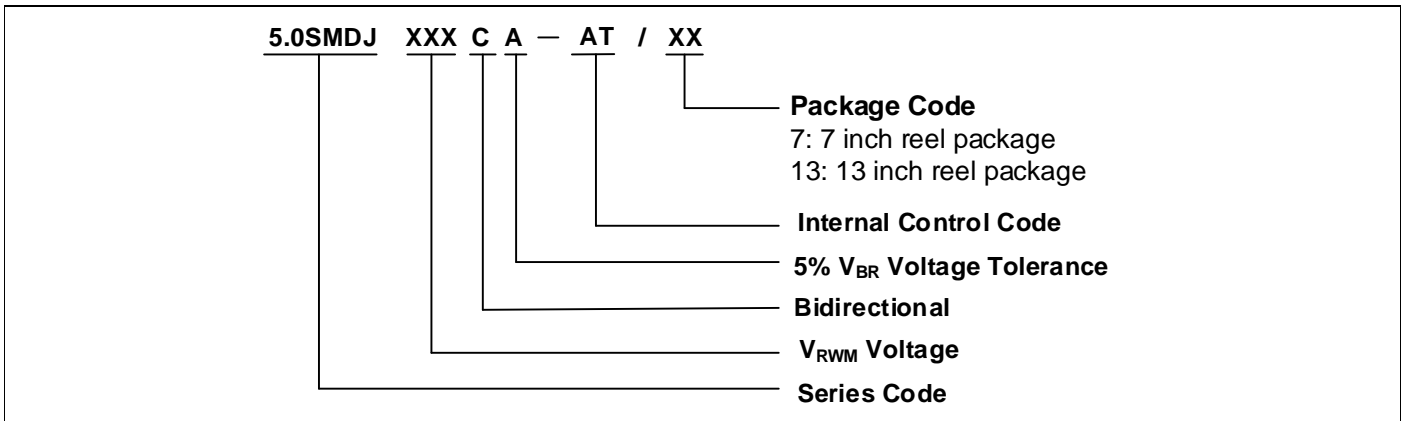 5.0SMDJ XXX C A — AT / XX
Package Code
7: 7 inch reel package
13: 13 inch reel package
Internal Control Code
5% VBR Voltage Tolerance
Bidirectional
VRWM Voltage
Series Code